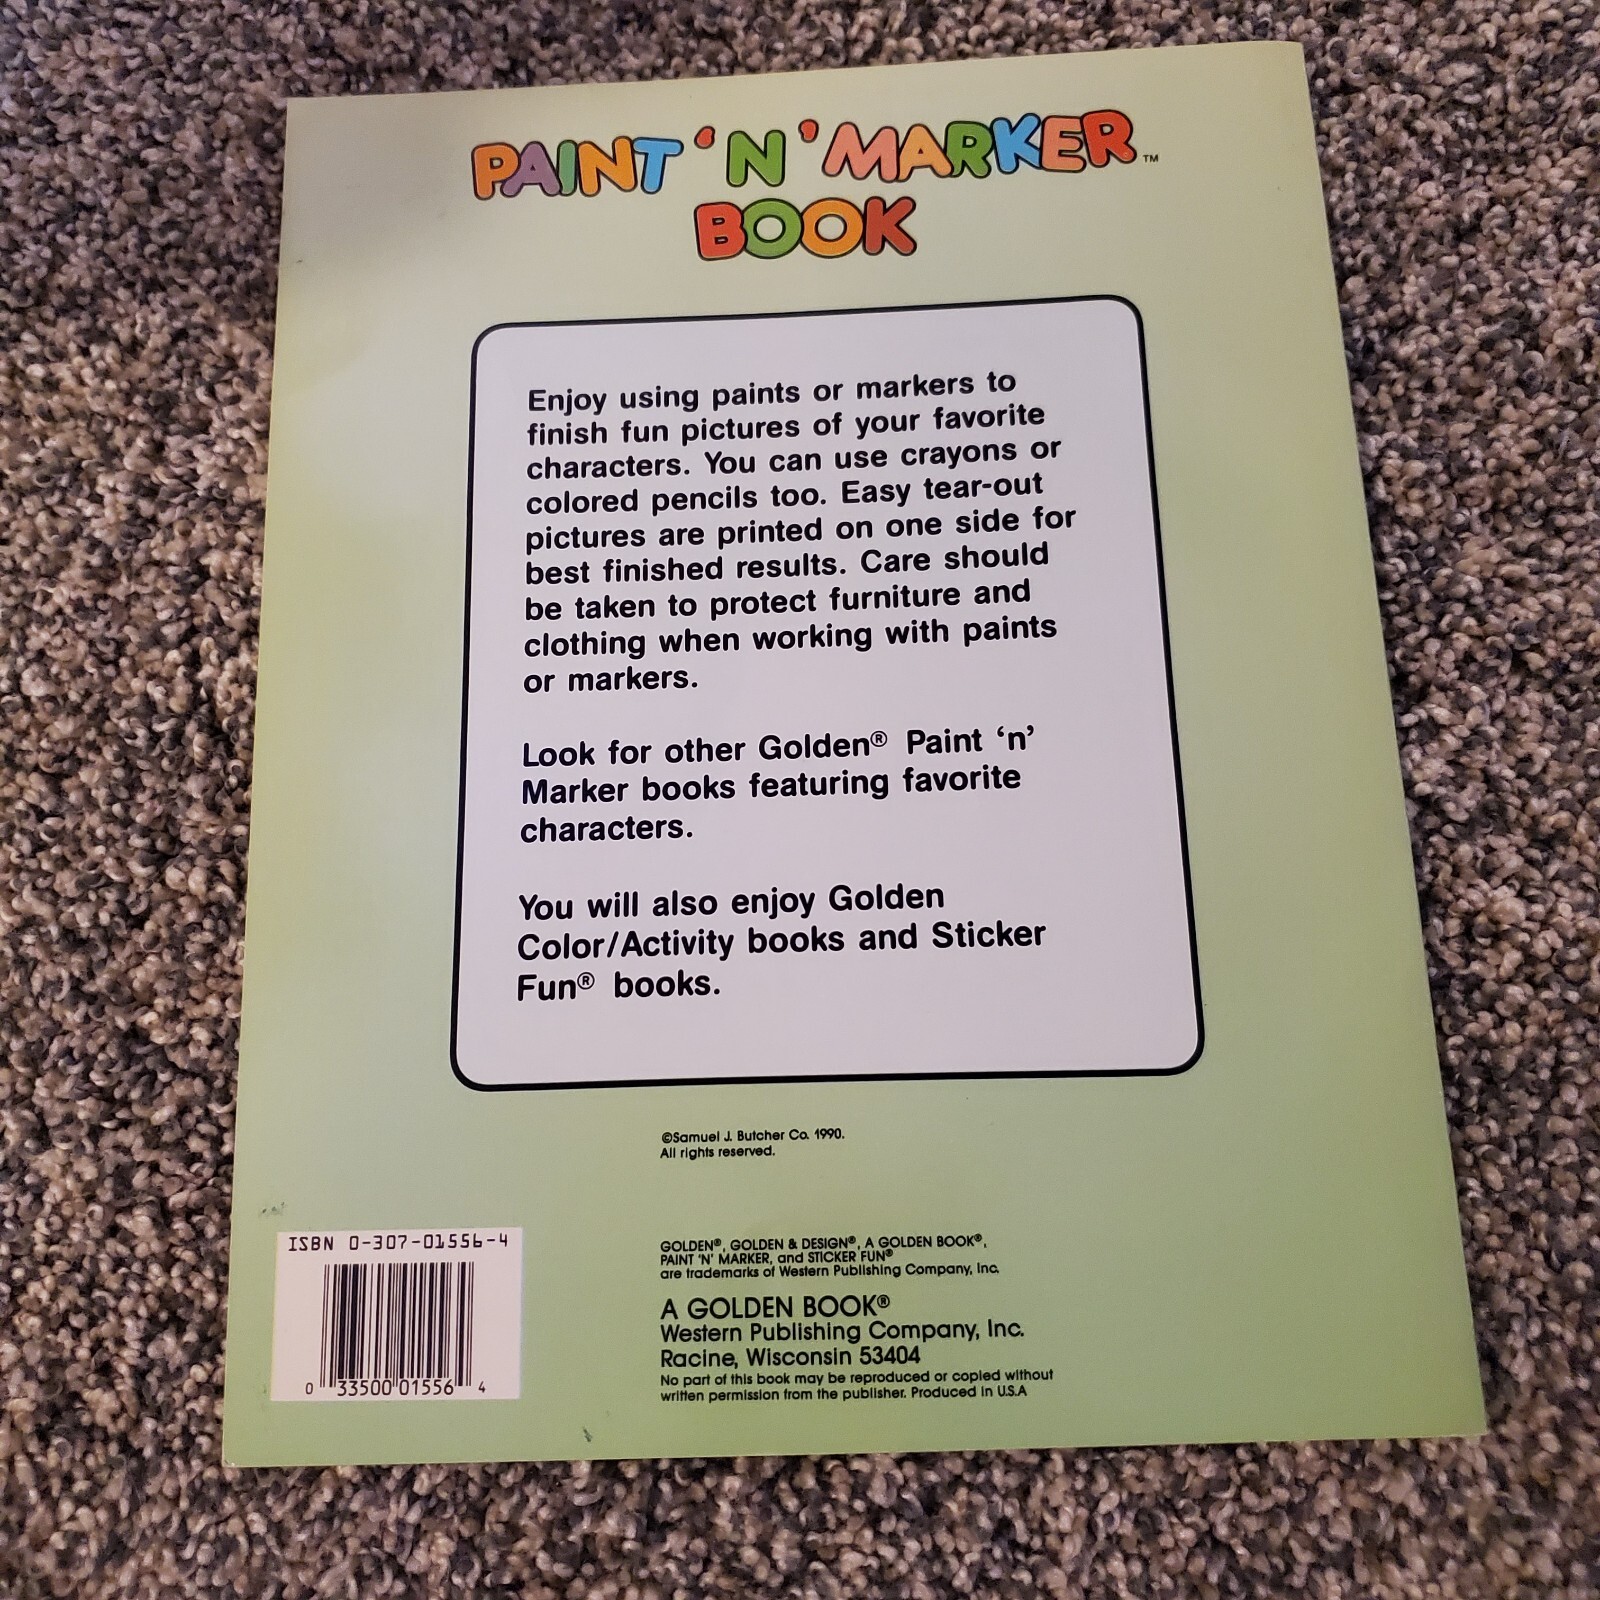 PAINT 'N' MARKER™
BOOK
Enjoy using paints or markers to
finish fun pictures of your favorite
characters. You can use crayons or
colored pencils too. Easy tear-out
pictures are printed on one side for
best finished results. Care should
be taken to protect furniture and
clothing when working with paints
or markers.
Look for other Golden® Paint ‘n’
Marker books featuring favorite
characters.
You will also enjoy Golden
Color/Activity books and Sticker
Fun® books.
©Samuel J. Butcher Co. 1990.
All rights reserved.
ISBN 0-307-01556-4
0 33500 01556 4
GOLDEN®, GOLDEN & DESIGN®, A GOLDEN BOOK®,
PAINT 'N' MARKER, and STICKER FUN®
are trademarks of Western Publishing Company, Inc.
A GOLDEN BOOK®
Western Publishing Company, Inc.
Racine, Wisconsin 53404
No part of this book may be reproduced or copied without
written permission from the publisher. Produced in U.S.A